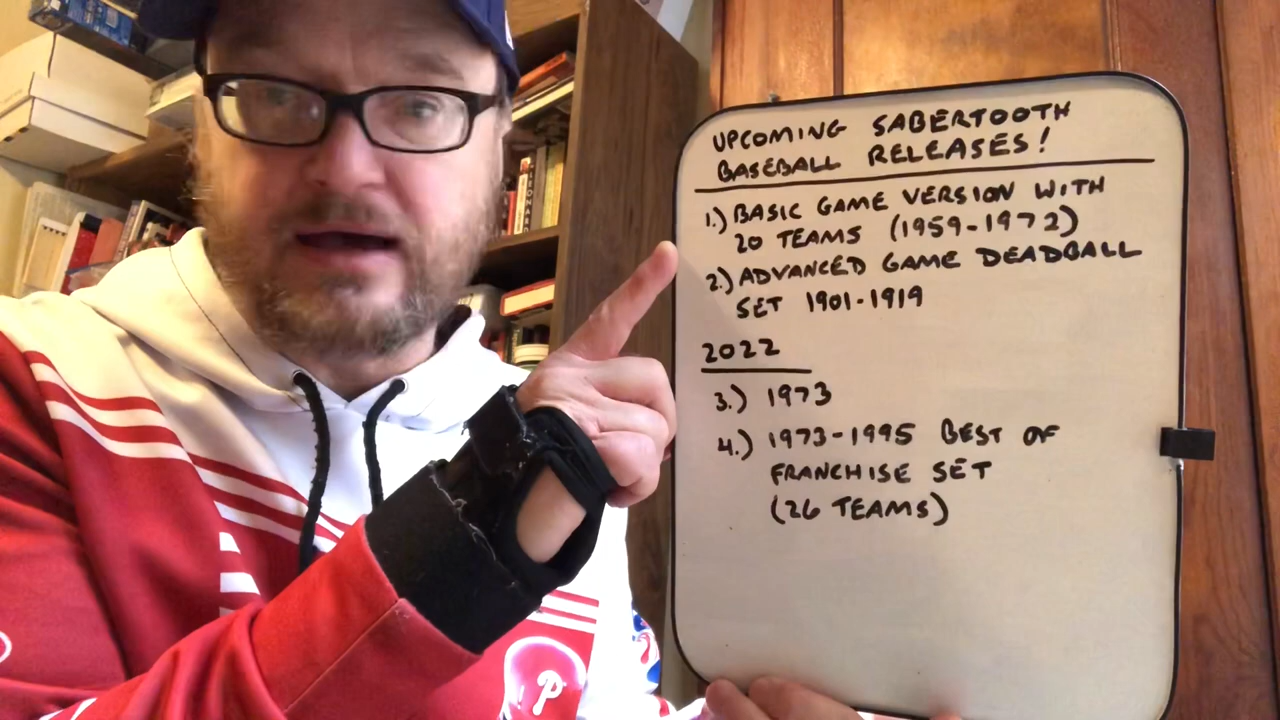 UPCOMING SABERTOOTH
BASEBALL RELEASES!
1.) BASIC GAME VERSION WITH
20 TEAMS (1959-1972)
2.) ADVANCED GAME DEADBALL
SET 1901-1919
2022
3.) 1973
4.) 1973-1995 BEST OF
FRANCHISE SET
(26 TEAMS)
P